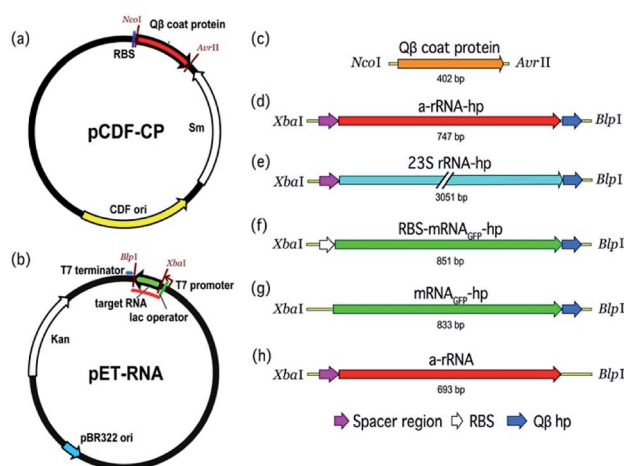 (a)
NcoI
RBS
Qβ coat protein
AvrII
pCDF-CP
Sm
CDF ori
(b)
T7 terminator
BlpI
XbaI
T7 promoter
target RNA
lac operator
Kan
pET-RNA
pBR322 ori
(c)
Qβ coat protein
NcoI
AvrII
402 bp
(d)
a-rRNA-hp
XbaI
BlpI
747 bp
(e)
23S rRNA-hp
XbaI
BlpI
3051 bp
(f)
RBS-mRNAGFP-hp
XbaI
BlpI
851 bp
(g)
mRNAGFP-hp
XbaI
BlpI
833 bp
(h)
a-rRNA
XbaI
BlpI
693 bp
Spacer region
RBS
Qβ hp